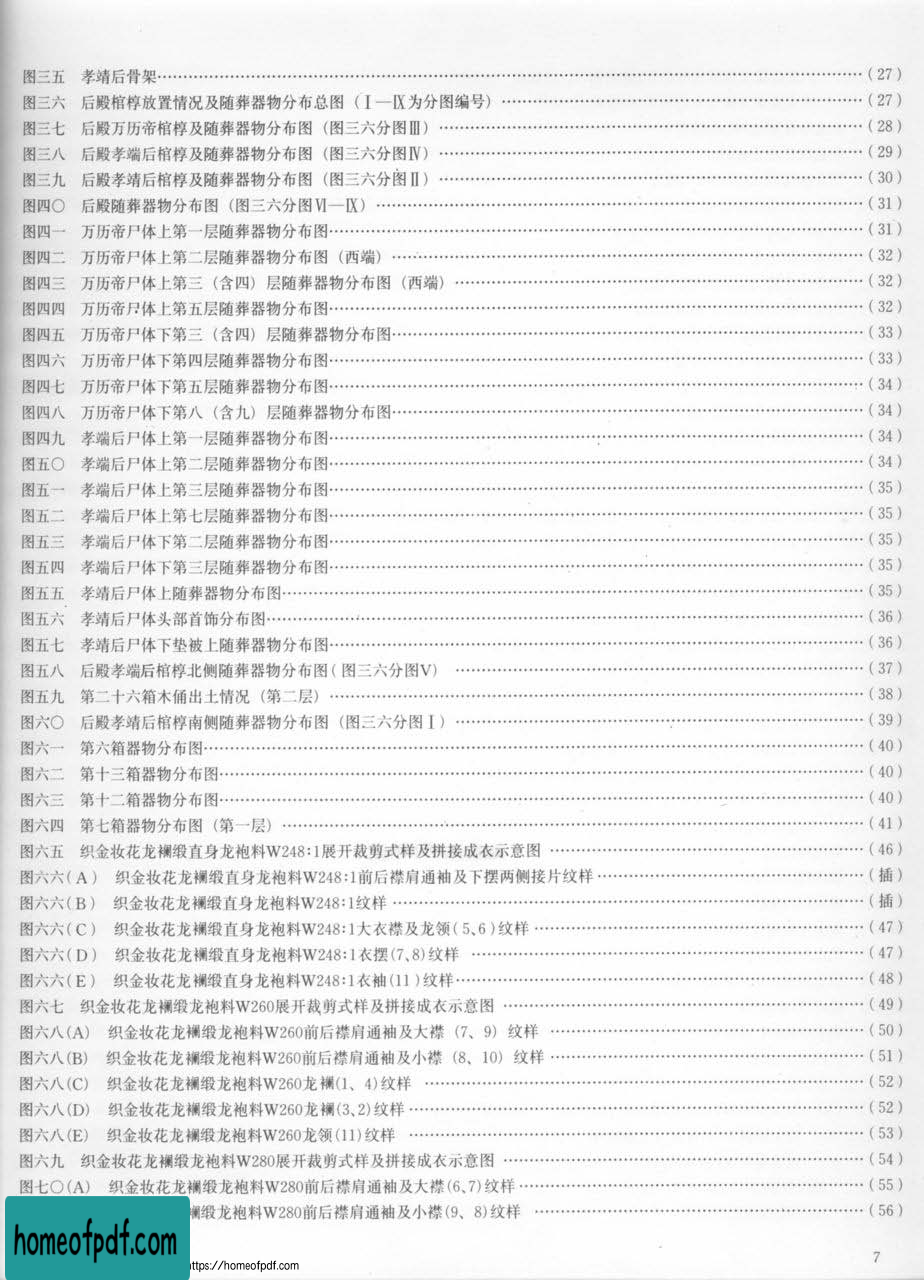 图三五 孝靖后骨架……(27)
图三六 后殿棺椁放置情况及随葬器物分布总图(Ⅰ—Ⅸ为分图编号)……(27)
图三七 后殿万历帝棺椁及随葬器物分布图(图三六分图Ⅲ)……(28)
图三八 后殿孝端后棺椁及随葬器物分布图(图三六分图Ⅳ)……(29)
图三九 后殿孝靖后棺椁及随葬器物分布图(图三六分图Ⅱ)……(30)
图四〇 后殿随葬器物分布图(图三六分图Ⅵ—Ⅸ)……(31)
图四一 万历帝尸体上第一层随葬器物分布图……(31)
图四二 万历帝尸体上第二层随葬器物分布图(西端)……(32)
图四三 万历帝尸体上第三(含四)层随葬器物分布图(西端)……(32)
图四四 万历帝尸体上第五层随葬器物分布图……(32)
图四五 万历帝尸体下第三(含四)层随葬器物分布图……(33)
图四六 万历帝尸体下第四层随葬器物分布图……(33)
图四七 万历帝尸体下第五层随葬器物分布图……(34)
图四八 万历帝尸体下第八(含九)层随葬器物分布图……(34)
图四九 孝端后尸体上第一层随葬器物分布图……(34)
图五〇 孝端后尸体上第二层随葬器物分布图……(34)
图五一 孝端后尸体上第三层随葬器物分布图……(35)
图五二 孝端后尸体上第七层随葬器物分布图……(35)
图五三 孝端后尸体下第二层随葬器物分布图……(35)
图五四 孝端后尸体下第三层随葬器物分布图……(35)
图五五 孝靖后尸体上随葬器物分布图……(35)
图五六 孝靖后尸体头部首饰分布图……(36)
图五七 孝靖后尸体下垫被上随葬器物分布图……(36)
图五八 后殿孝端后棺椁北侧随葬器物分布图(图三六分图Ⅴ)……(37)
图五九 第二十六箱木俑出土情况(第二层)……(38)
图六〇 后殿孝靖后棺椁南侧随葬器物分布图(图三六分图Ⅰ)……(39)
图六一 第六箱器物分布图……(40)
图六二 第十三箱器物分布图……(40)
图六三 第十二箱器物分布图……(40)
图六四 第七箱器物分布图(第一层)……(41)
图六五 织金妆花龙襕缎直身龙袍料W248:1展开裁剪式样及拼接成衣示意图……(46)
图六六(A) 织金妆花龙襕缎直身龙袍料W248:1前后襟肩通袖及下摆两侧接片纹样……(插)
图六六(B) 织金妆花龙襕缎直身龙袍料W248:1纹样……(插)
图六六(C) 织金妆花龙襕缎直身龙袍料W248:1大衣襟及龙领(5、6)纹样……(47)
图六六(D) 织金妆花龙襕缎直身龙袍料W248:1衣摆(7、8)纹样……(47)
图六六(E) 织金妆花龙襕缎直身龙袍料W248:1衣袖(11)纹样……(48)
图六七 织金妆花龙襕缎龙袍料W260展开裁剪式样及拼接成衣示意图……(49)
图六八(A) 织金妆花龙襕缎龙袍料W260前后襟肩通袖及大襟(7、9)纹样……(50)
图六八(B) 织金妆花龙襕缎龙袍料W260前后襟肩通袖及小襟(8、10)纹样……(51)
图六八(C) 织金妆花龙襕缎龙袍料W260龙襕(1、4)纹样……(52)
图六八(D) 织金妆花龙襕缎龙袍料W260龙襕(3、2)纹样……(52)
图六八(E) 织金妆花龙襕缎龙袍料W260龙领(11)纹样……(53)
图六九 织金妆花龙襕缎龙袍料W280展开裁剪式样及拼接成衣示意图……(54)
图七〇(A) 织金妆花龙襕缎龙袍料W280前后襟肩通袖及大襟(6、7)纹样……(55)
襕缎龙袍料W280前后襟肩通袖及小襟(9、8)纹样……(56)
homeofpdf.com
https://homeofpdf.com
7